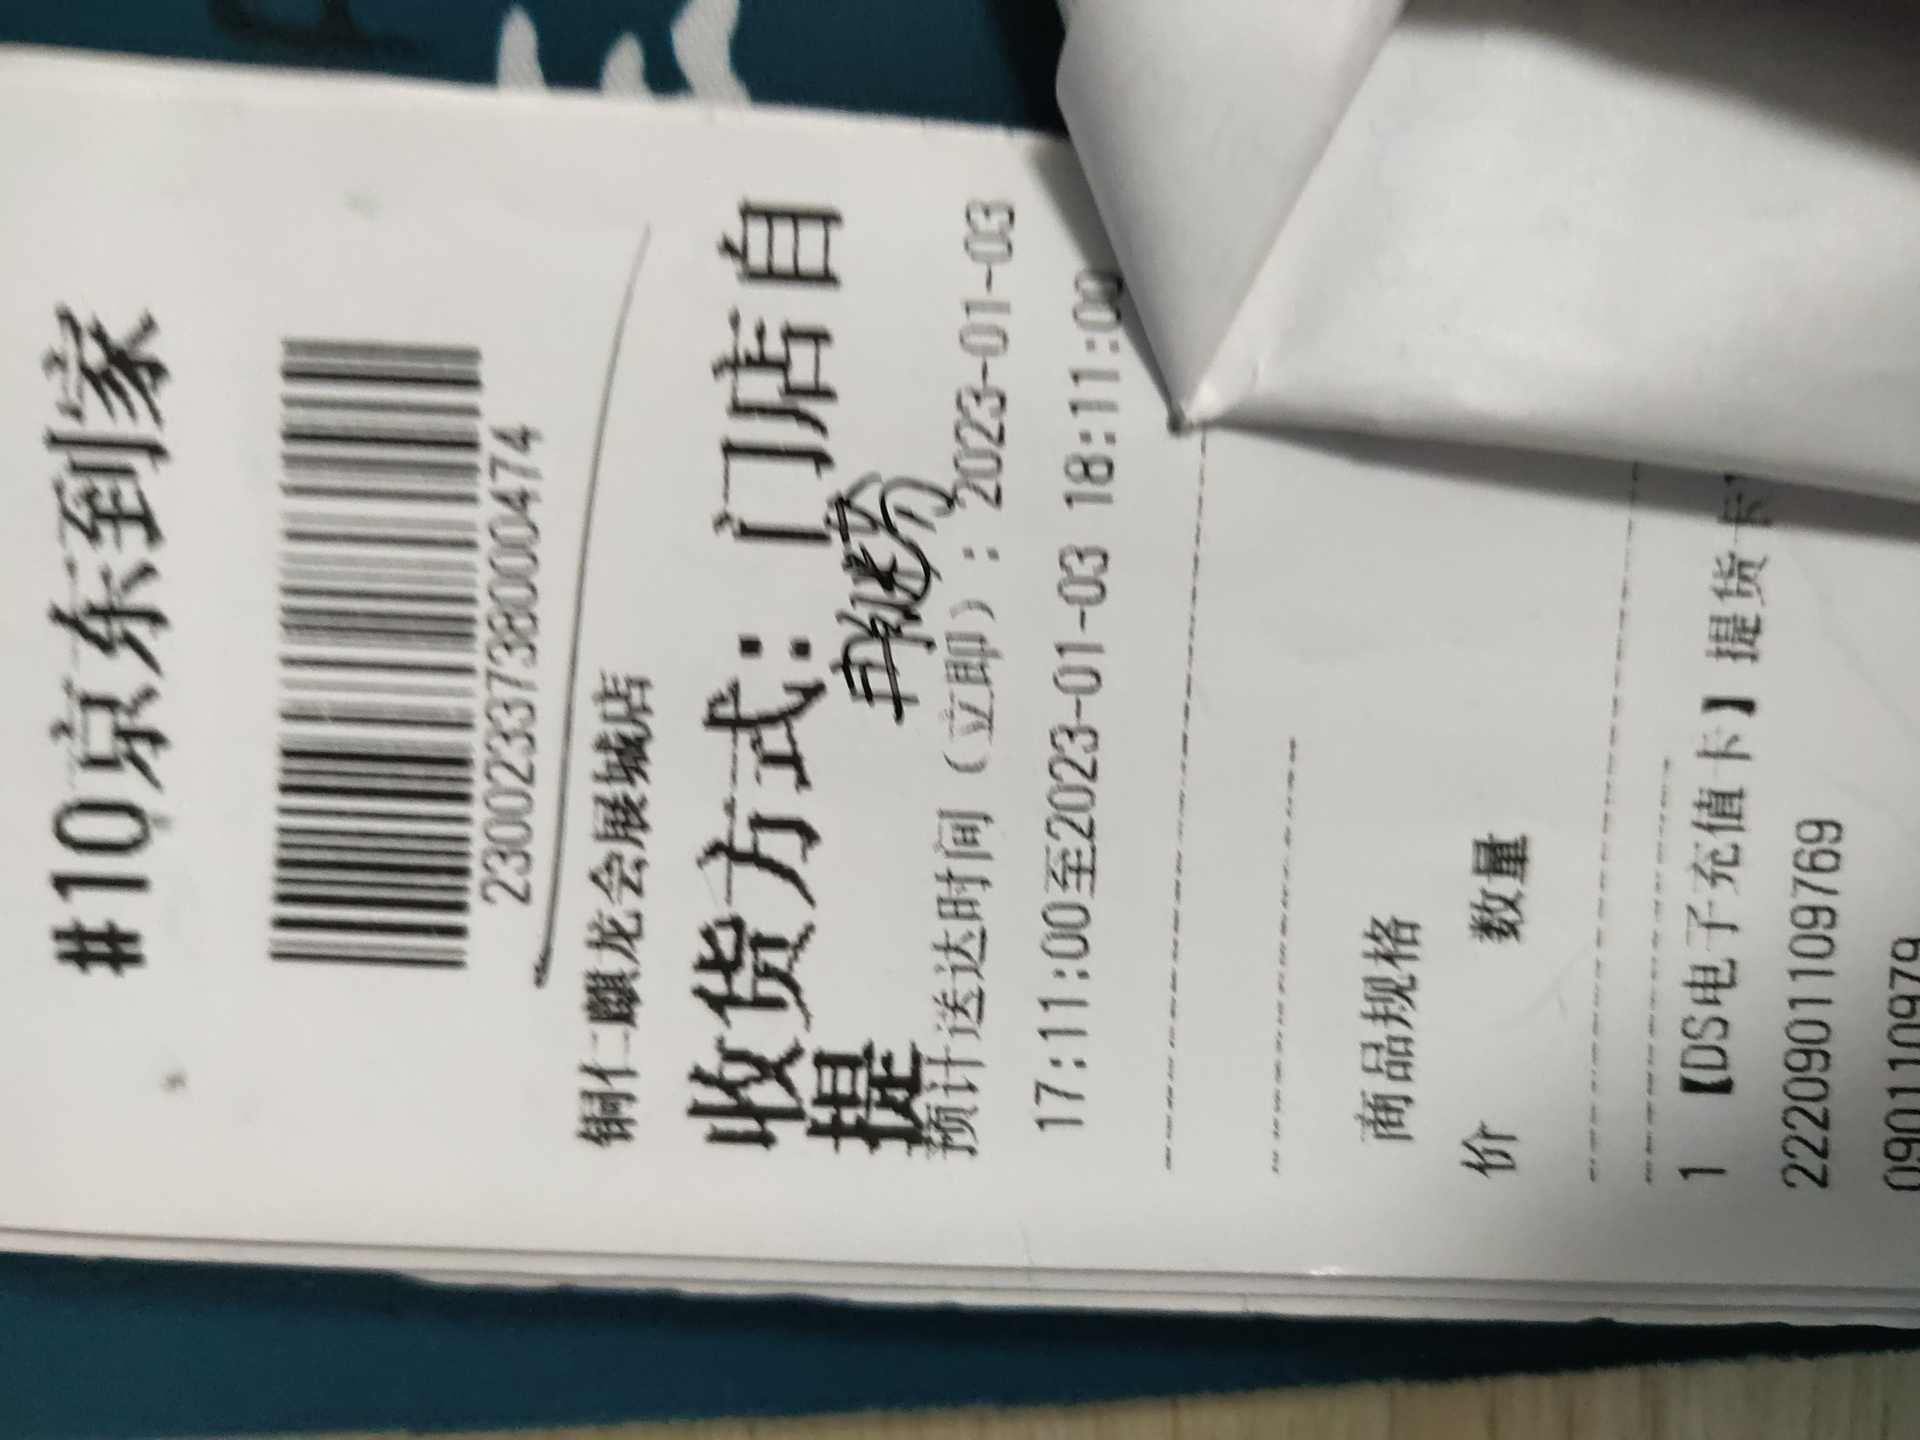 #10京东到家
2300233738000474
铜仁麒龙会展城店
收货方式：门店自
提
预计送达时间（立即）：2023-01-03
17:11:00至2023-01-03 18:11:00
商品规格
价 数量
1 【DS电子充值卡】提货卡
2220901109769
090110979